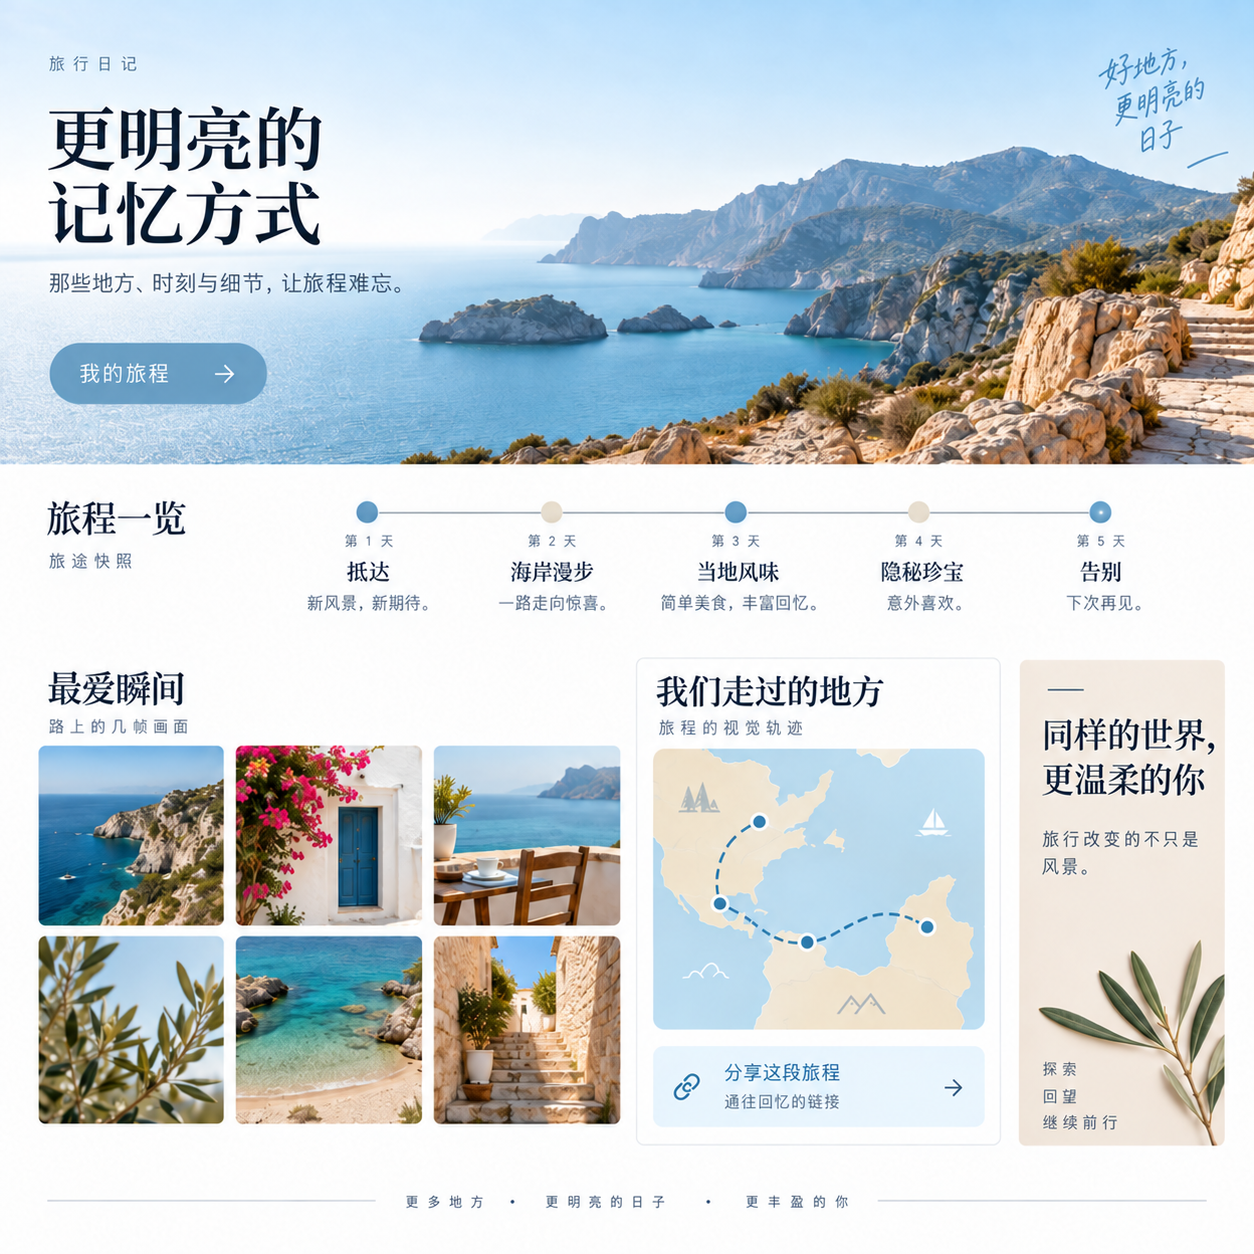 旅行日记
更明亮的
记忆方式
那些地方、时刻与细节，让旅程难忘。
我的旅程
好地方，
更明亮的
日子
旅程一览
旅途快照
第 1 天
抵达
新风景，新期待。
第 2 天
海岸漫步
一路走向惊喜。
第 3 天
当地风味
简单美食，丰富回忆。
第 4 天
隐秘珍宝
意外喜欢。
第 5 天
告别
下次再见。
最爱瞬间
路上的几帧画面
我们走过的地方
旅程的视觉轨迹
分享这段旅程
通往回忆的链接
同样的世界，
更温柔的你
旅行改变的不只是
风景。
探索
回望
继续前行
更多地方 • 更明亮的日子 • 更丰盈的你